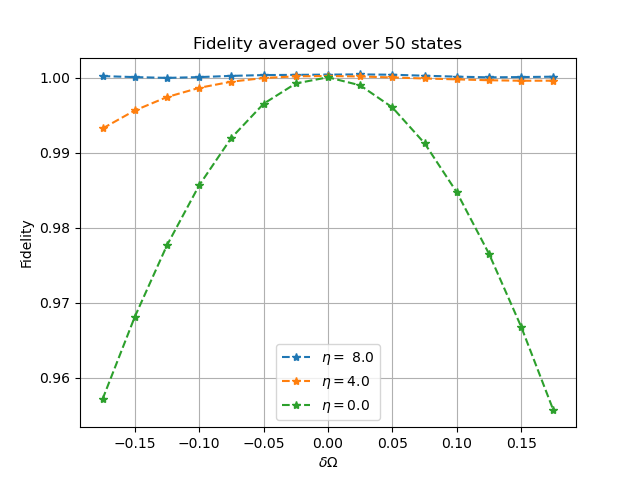 Fidelity averaged over 50 states
1.00
0.99
0.98
0.97
0.96
Fidelity
η = 8.0
η = 4.0
η = 0.0
−0.15 −0.10 −0.05 0.00 0.05 0.10 0.15
δΩ